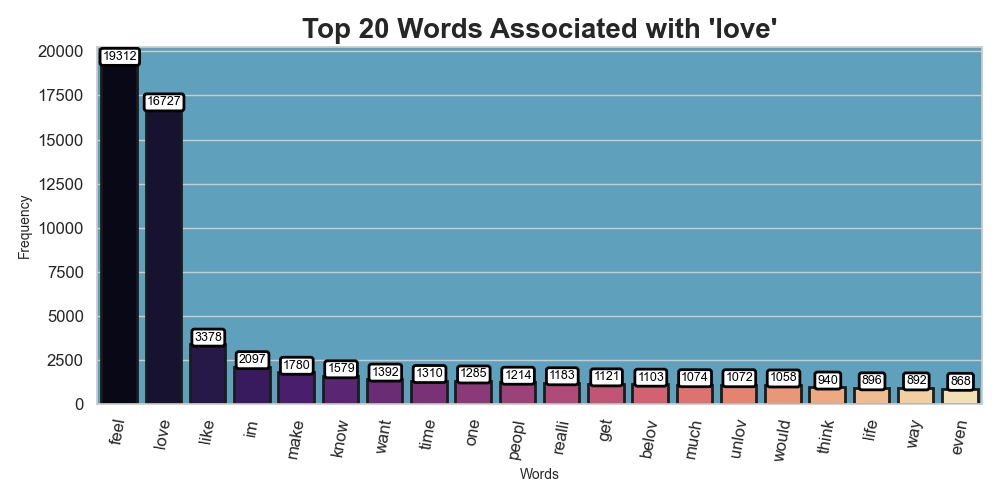 Top 20 Words Associated with 'love'
20000
17500
15000
12500
10000
7500
5000
2500
0
Frequency
19312
16727
3378
2097
1780
1579
1392
1310
1285
1214
1183
1121
1103
1074
1072
1058
940
896
892
868
feel
love
like
im
make
know
want
time
one
peopl
realli
get
belov
much
unlov
would
think
life
way
even
Words